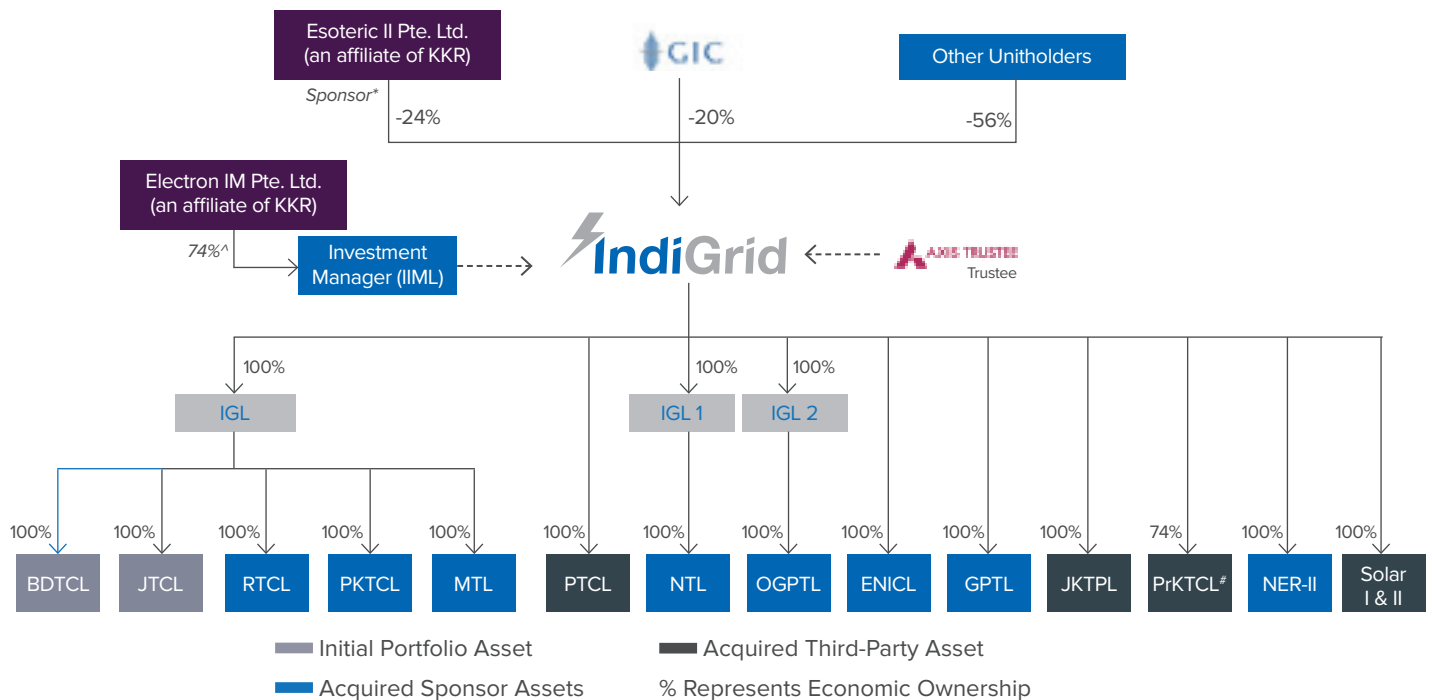 Esoteric II Pte. Ltd.
(an affiliate of KKR)
GIC
Other Unitholders
Sponsor*
-24%
-20%
-56%
Electron IM Pte. Ltd.
(an affiliate of KKR)
74%^
Investment
Manager (IIML)
IndiGrid
AXIS TRUSTEE
Trustee
100%
100%
100%
IGL
IGL 1
IGL 2
100%
100%
100%
100%
100%
100%
100%
100%
100%
100%
100%
74%
100%
100%
BDTCL
JTCL
RTCL
PKTCL
MTL
PTCL
NTL
OGPTL
ENICL
GPTL
JKTPL
PrKTCL#
NER-II
Solar
I & II
Initial Portfolio Asset
Acquired Third-Party Asset
Acquired Sponsor Assets
% Represents Economic Ownership